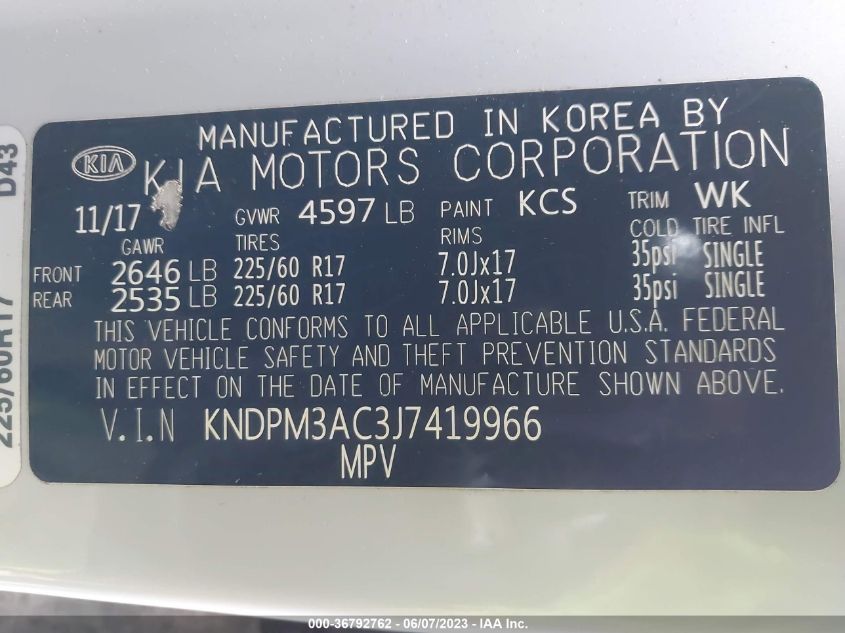 MANUFACTURED IN KOREA BY
KIA KIA MOTORS CORPORATION
11/17 GVWR 4597 LB PAINT KCS TRIM WK
GAWR TIRES RIMS COLD TIRE INFL
FRONT 2646 LB 225/60 R17 7.0Jx17 35psi SINGLE
REAR 2535 LB 225/60 R17 7.0Jx17 35psi SINGLE
THIS VEHICLE CONFORMS TO ALL APPLICABLE U.S.A. FEDERAL
MOTOR VEHICLE SAFETY AND THEFT PREVENTION STANDARDS
IN EFFECT ON THE DATE OF MANUFACTURE SHOWN ABOVE.
V.I.N KNDPM3AC3J7419966
MPV
225/60R17 D43
000-36792762 - 06/07/2023 - IAA Inc.